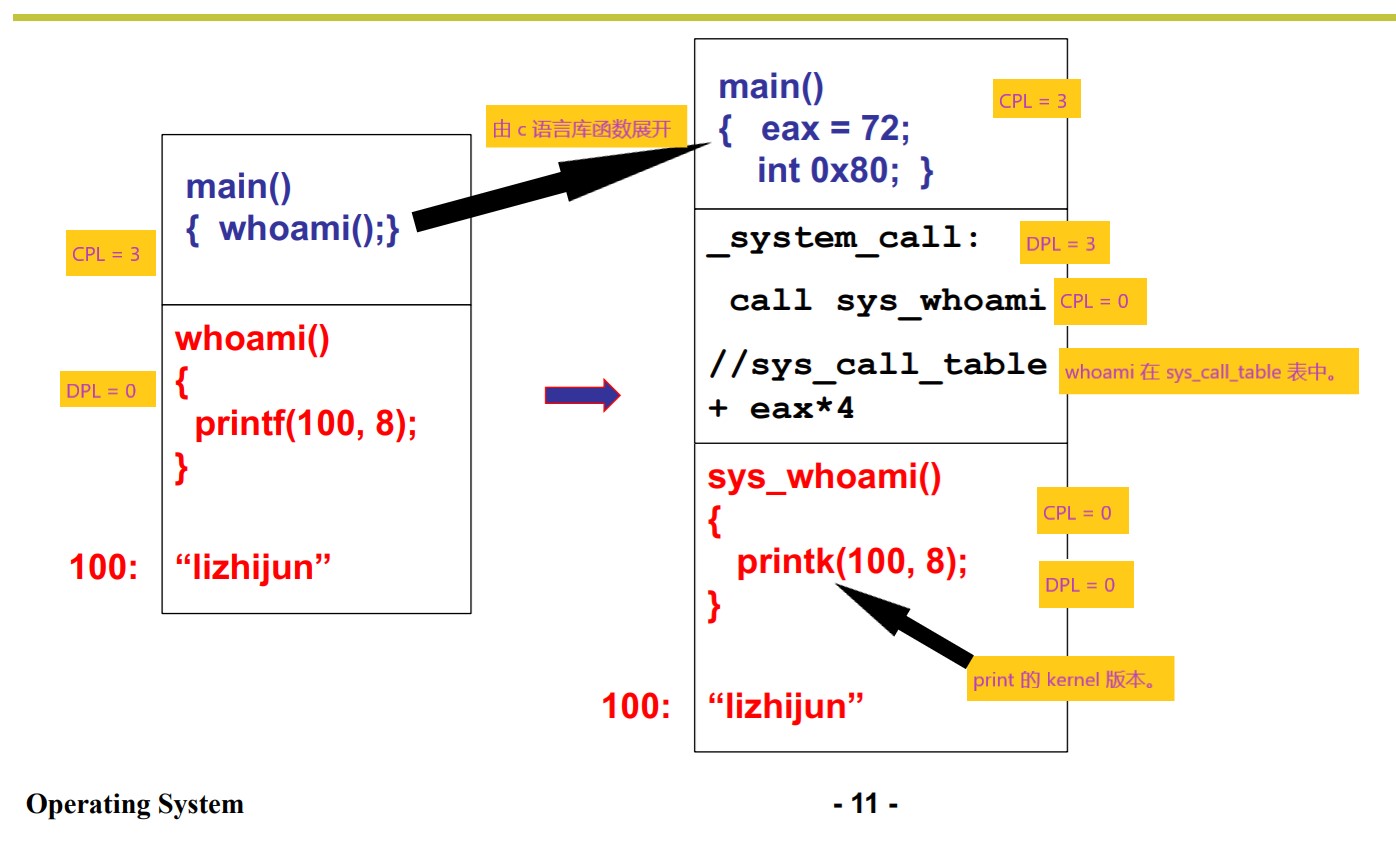 main()
{ whoami();}
CPL = 3
whoami()
{
printf(100, 8);
}
DPL = 0
100: “lizhijun”
由 c 语言库函数展开
main()
{ eax = 72;
int 0x80; }
CPL = 3
_system_call:
DPL = 3
call sys_whoami
CPL = 0
//sys_call_table
+ eax*4
whoami 在 sys_call_table 表中。
sys_whoami()
{
printk(100, 8);
}
CPL = 0
DPL = 0
print 的 kernel 版本。
100: “lizhijun”
Operating System
- 11 -